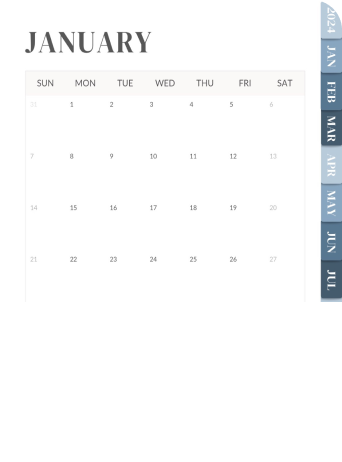 JANUARY
SUN MON TUE WED THU FRI SAT
31 1 2 3 4 5 6
7 8 9 10 11 12 13
14 15 16 17 18 19 20
21 22 23 24 25 26 27
2024
JAN
FEB
MAR
APR
MAY
JUN
JUL